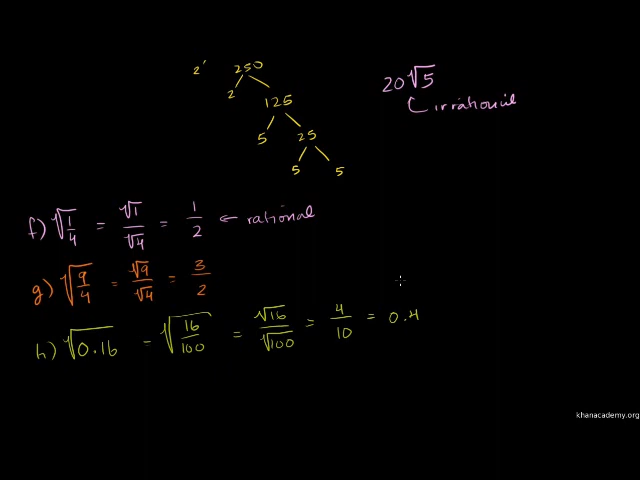 2' 250
20√5
2 125
irrational
5 25
5 5
f) √(1/4) = √1/√4 = 1/2 ← rational
g) √(9/4) = √9/√4 = 3/2
h) √0.16 = √(16/100) = √16/√100 = 4/10 = 0.4
khanacademy.org